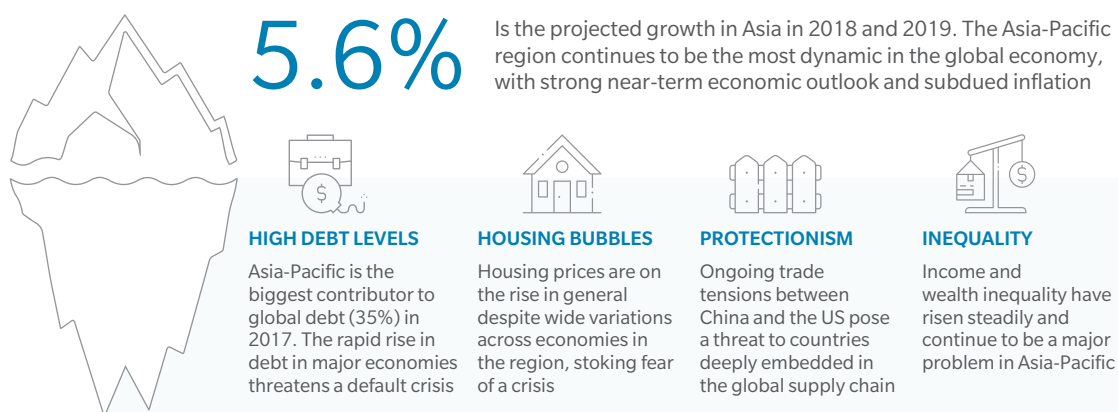 5.6%
Is the projected growth in Asia in 2018 and 2019. The Asia-Pacific
region continues to be the most dynamic in the global economy,
with strong near-term economic outlook and subdued inflation
HIGH DEBT LEVELS
Asia-Pacific is the
biggest contributor to
global debt (35%) in
2017. The rapid rise in
debt in major economies
threatens a default crisis
HOUSING BUBBLES
Housing prices are on
the rise in general
despite wide variations
across economies in
the region, stoking fear
of a crisis
PROTECTIONISM
Ongoing trade
tensions between
China and the US pose
a threat to countries
deeply embedded in
the global supply chain
INEQUALITY
Income and
wealth inequality have
risen steadily and
continue to be a major
problem in Asia-Pacific